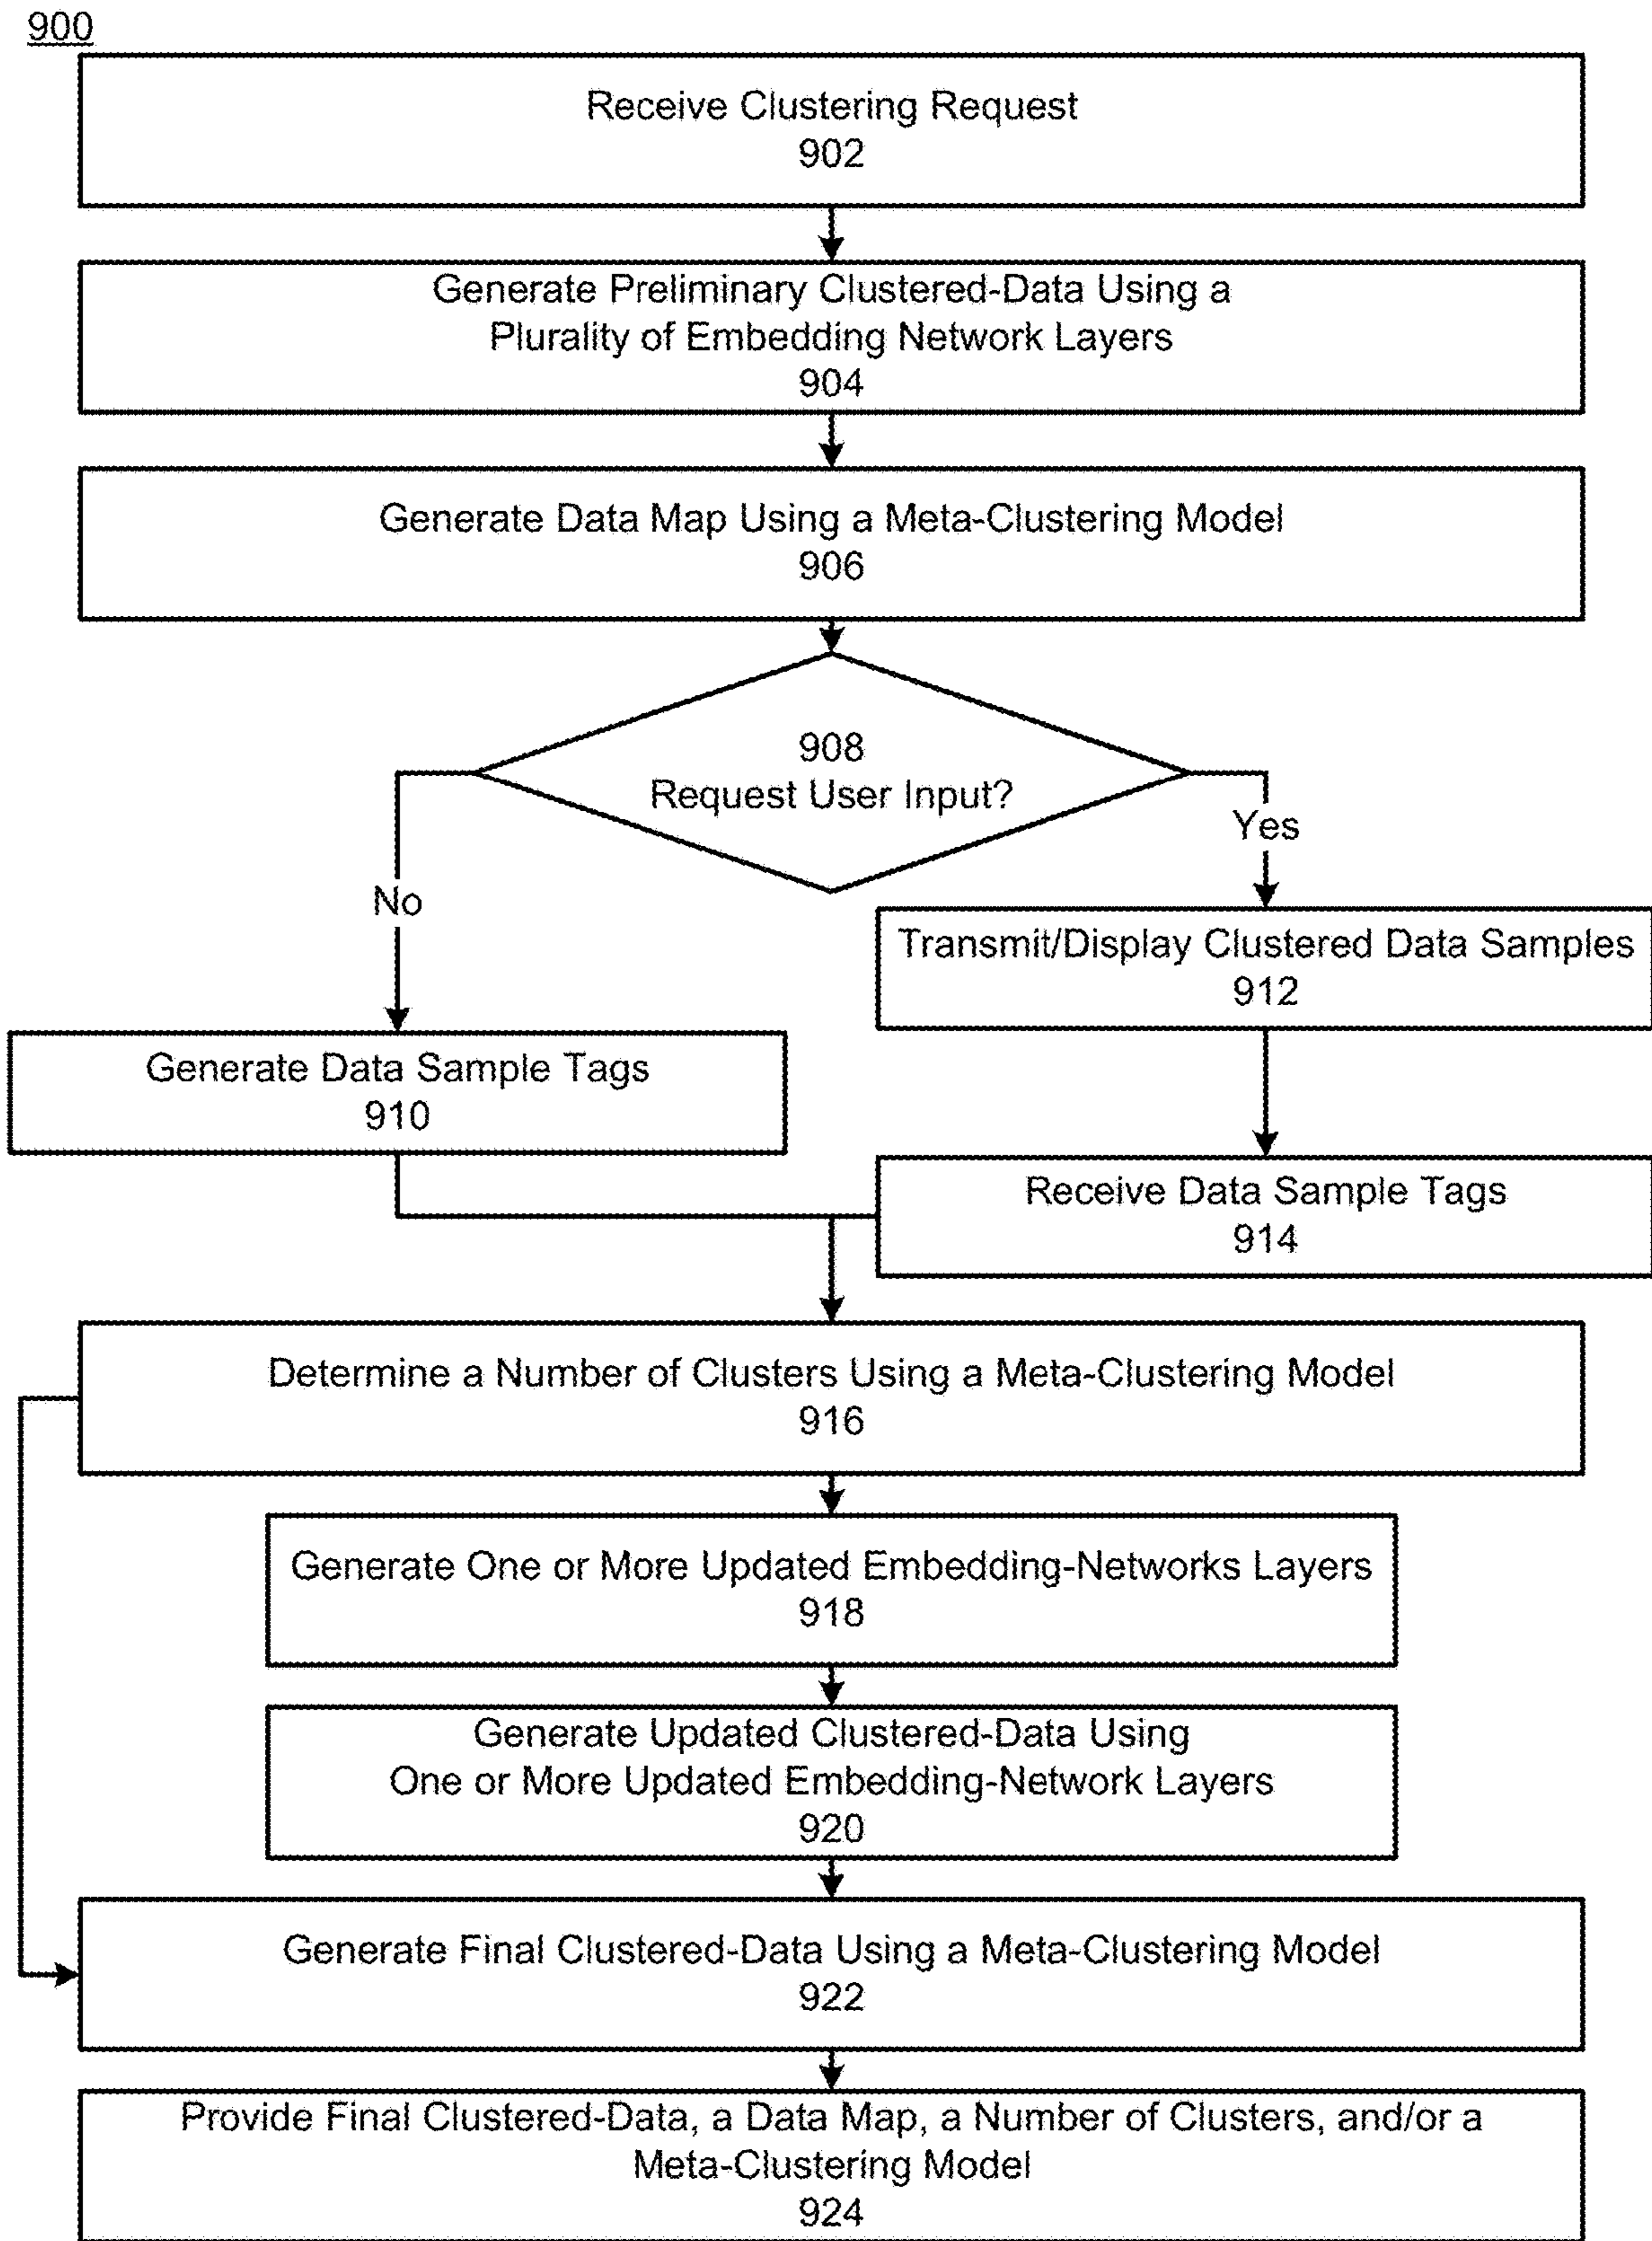 900
Receive Clustering Request
902
Generate Preliminary Clustered-Data Using a
Plurality of Embedding Network Layers
904
Generate Data Map Using a Meta-Clustering Model
906
908
Request User Input?
Yes
No
Transmit/Display Clustered Data Samples
912
Generate Data Sample Tags
910
Receive Data Sample Tags
914
Determine a Number of Clusters Using a Meta-Clustering Model
916
Generate One or More Updated Embedding-Networks Layers
918
Generate Updated Clustered-Data Using
One or More Updated Embedding-Network Layers
920
Generate Final Clustered-Data Using a Meta-Clustering Model
922
Provide Final Clustered-Data, a Data Map, a Number of Clusters, and/or a
Meta-Clustering Model
924